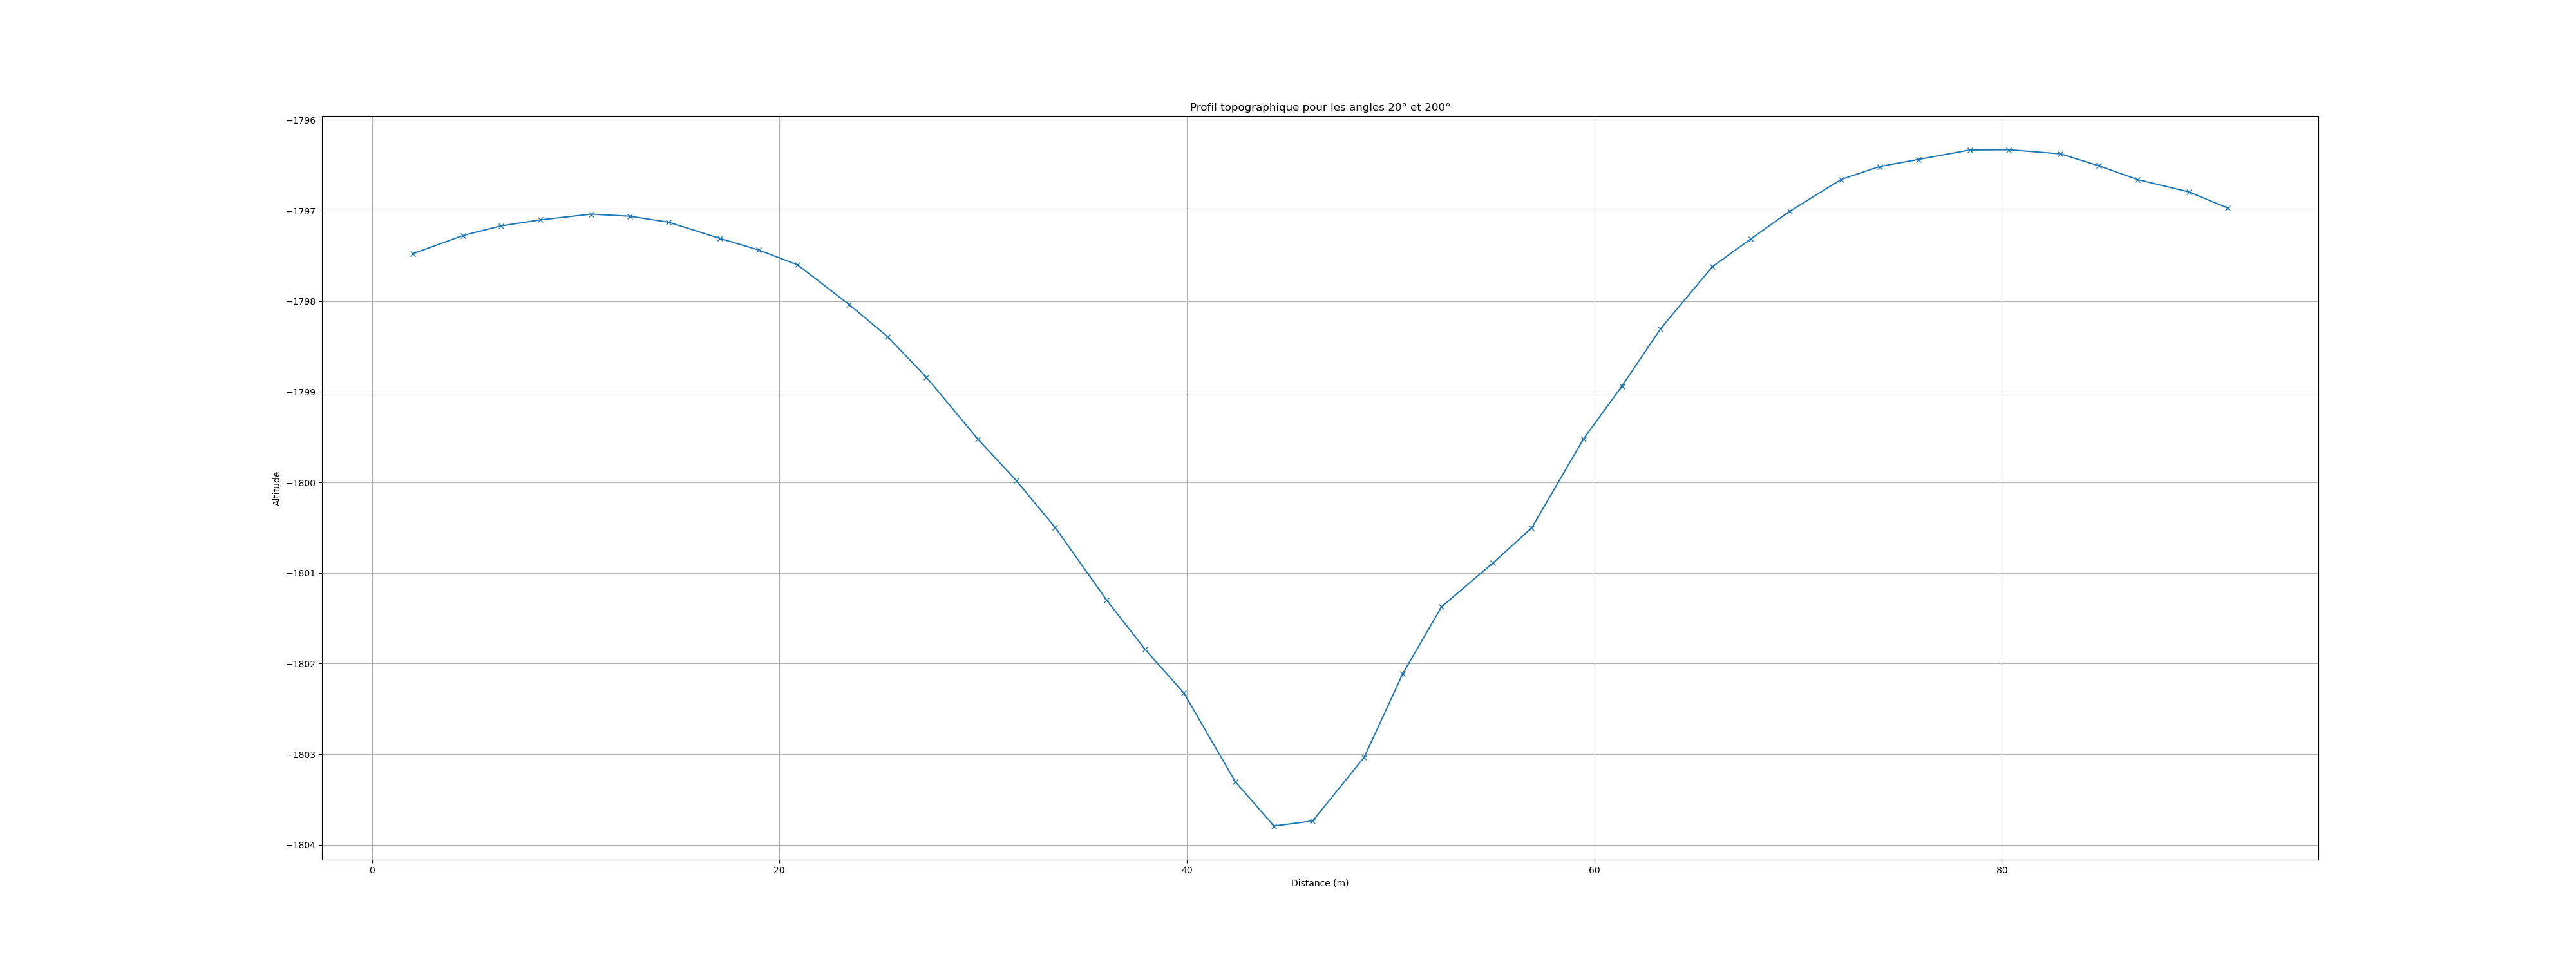 Profil topographique pour les angles 20° et 200°
−1796
−1797
−1798
−1799
−1800
−1801
−1802
−1803
−1804
Altitude
0 20 40 60 80
Distance (m)